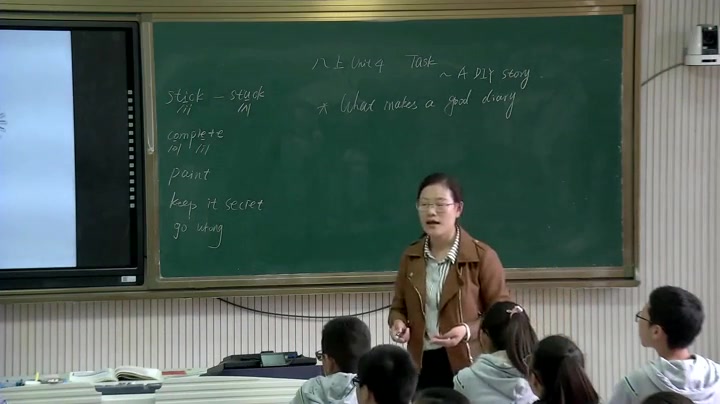 八上 Unit 4 Task
~ A DIY story
* What makes a good diary
stick - stuck
/ɪ/ /ʌ/
complete
/ə/ /iː/
paint
keep it secret
go wrong